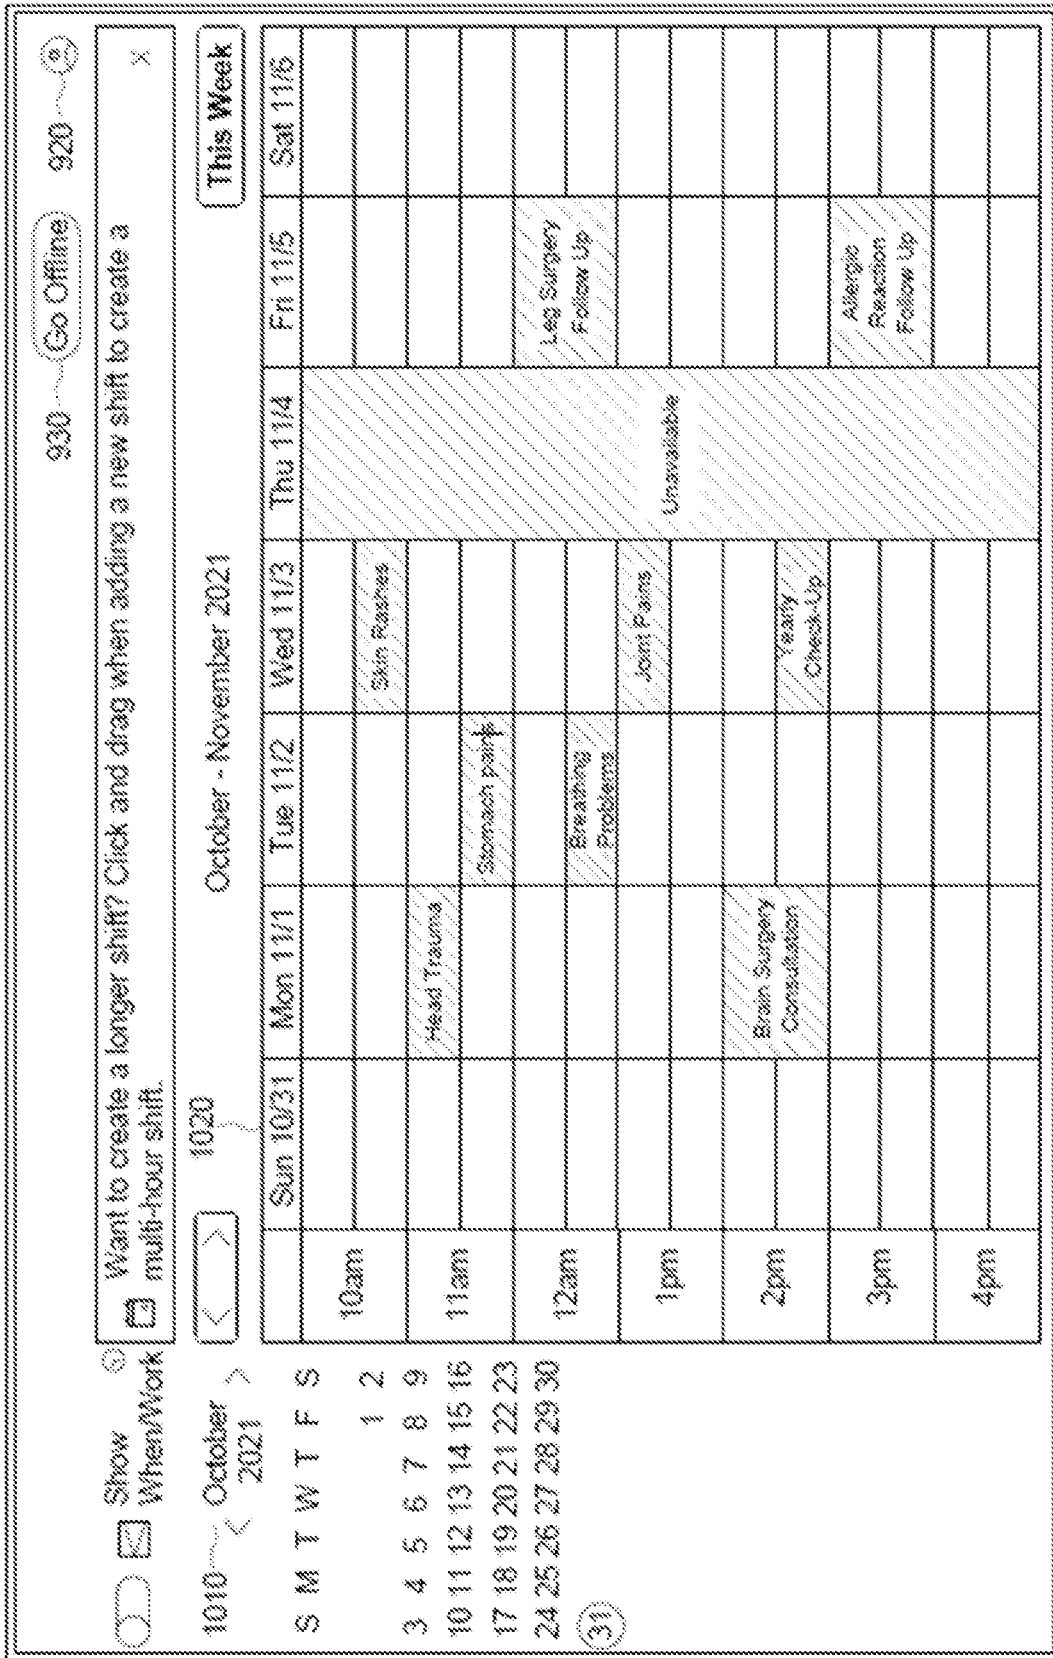 930 Go Offline 920
Show
When/Work
Want to create a longer shift? Click and drag when adding a new shift to create a
multi-hour shift.
×
1010 < October >
2021
S M T W T F S
1 2
3 4 5 6 7 8 9
10 11 12 13 14 15 16
17 18 19 20 21 22 23
24 25 26 27 28 29 30
31
< >
1020
October - November 2021
This Week
Sun 10/31 Mon 11/1 Tue 11/2 Wed 11/3 Thu 11/4 Fri 11/5 Sat 11/6
10am
Skin Rashes
11am
Head Trauma
Stomach pains
12am
Breathing
Problems
Leg Surgery
Follow Up
1pm
Joint Pains
Unavailable
2pm
Brain Surgery
Consultation
Yearly
Check-Up
3pm
Allergic
Reaction
Follow Up
4pm